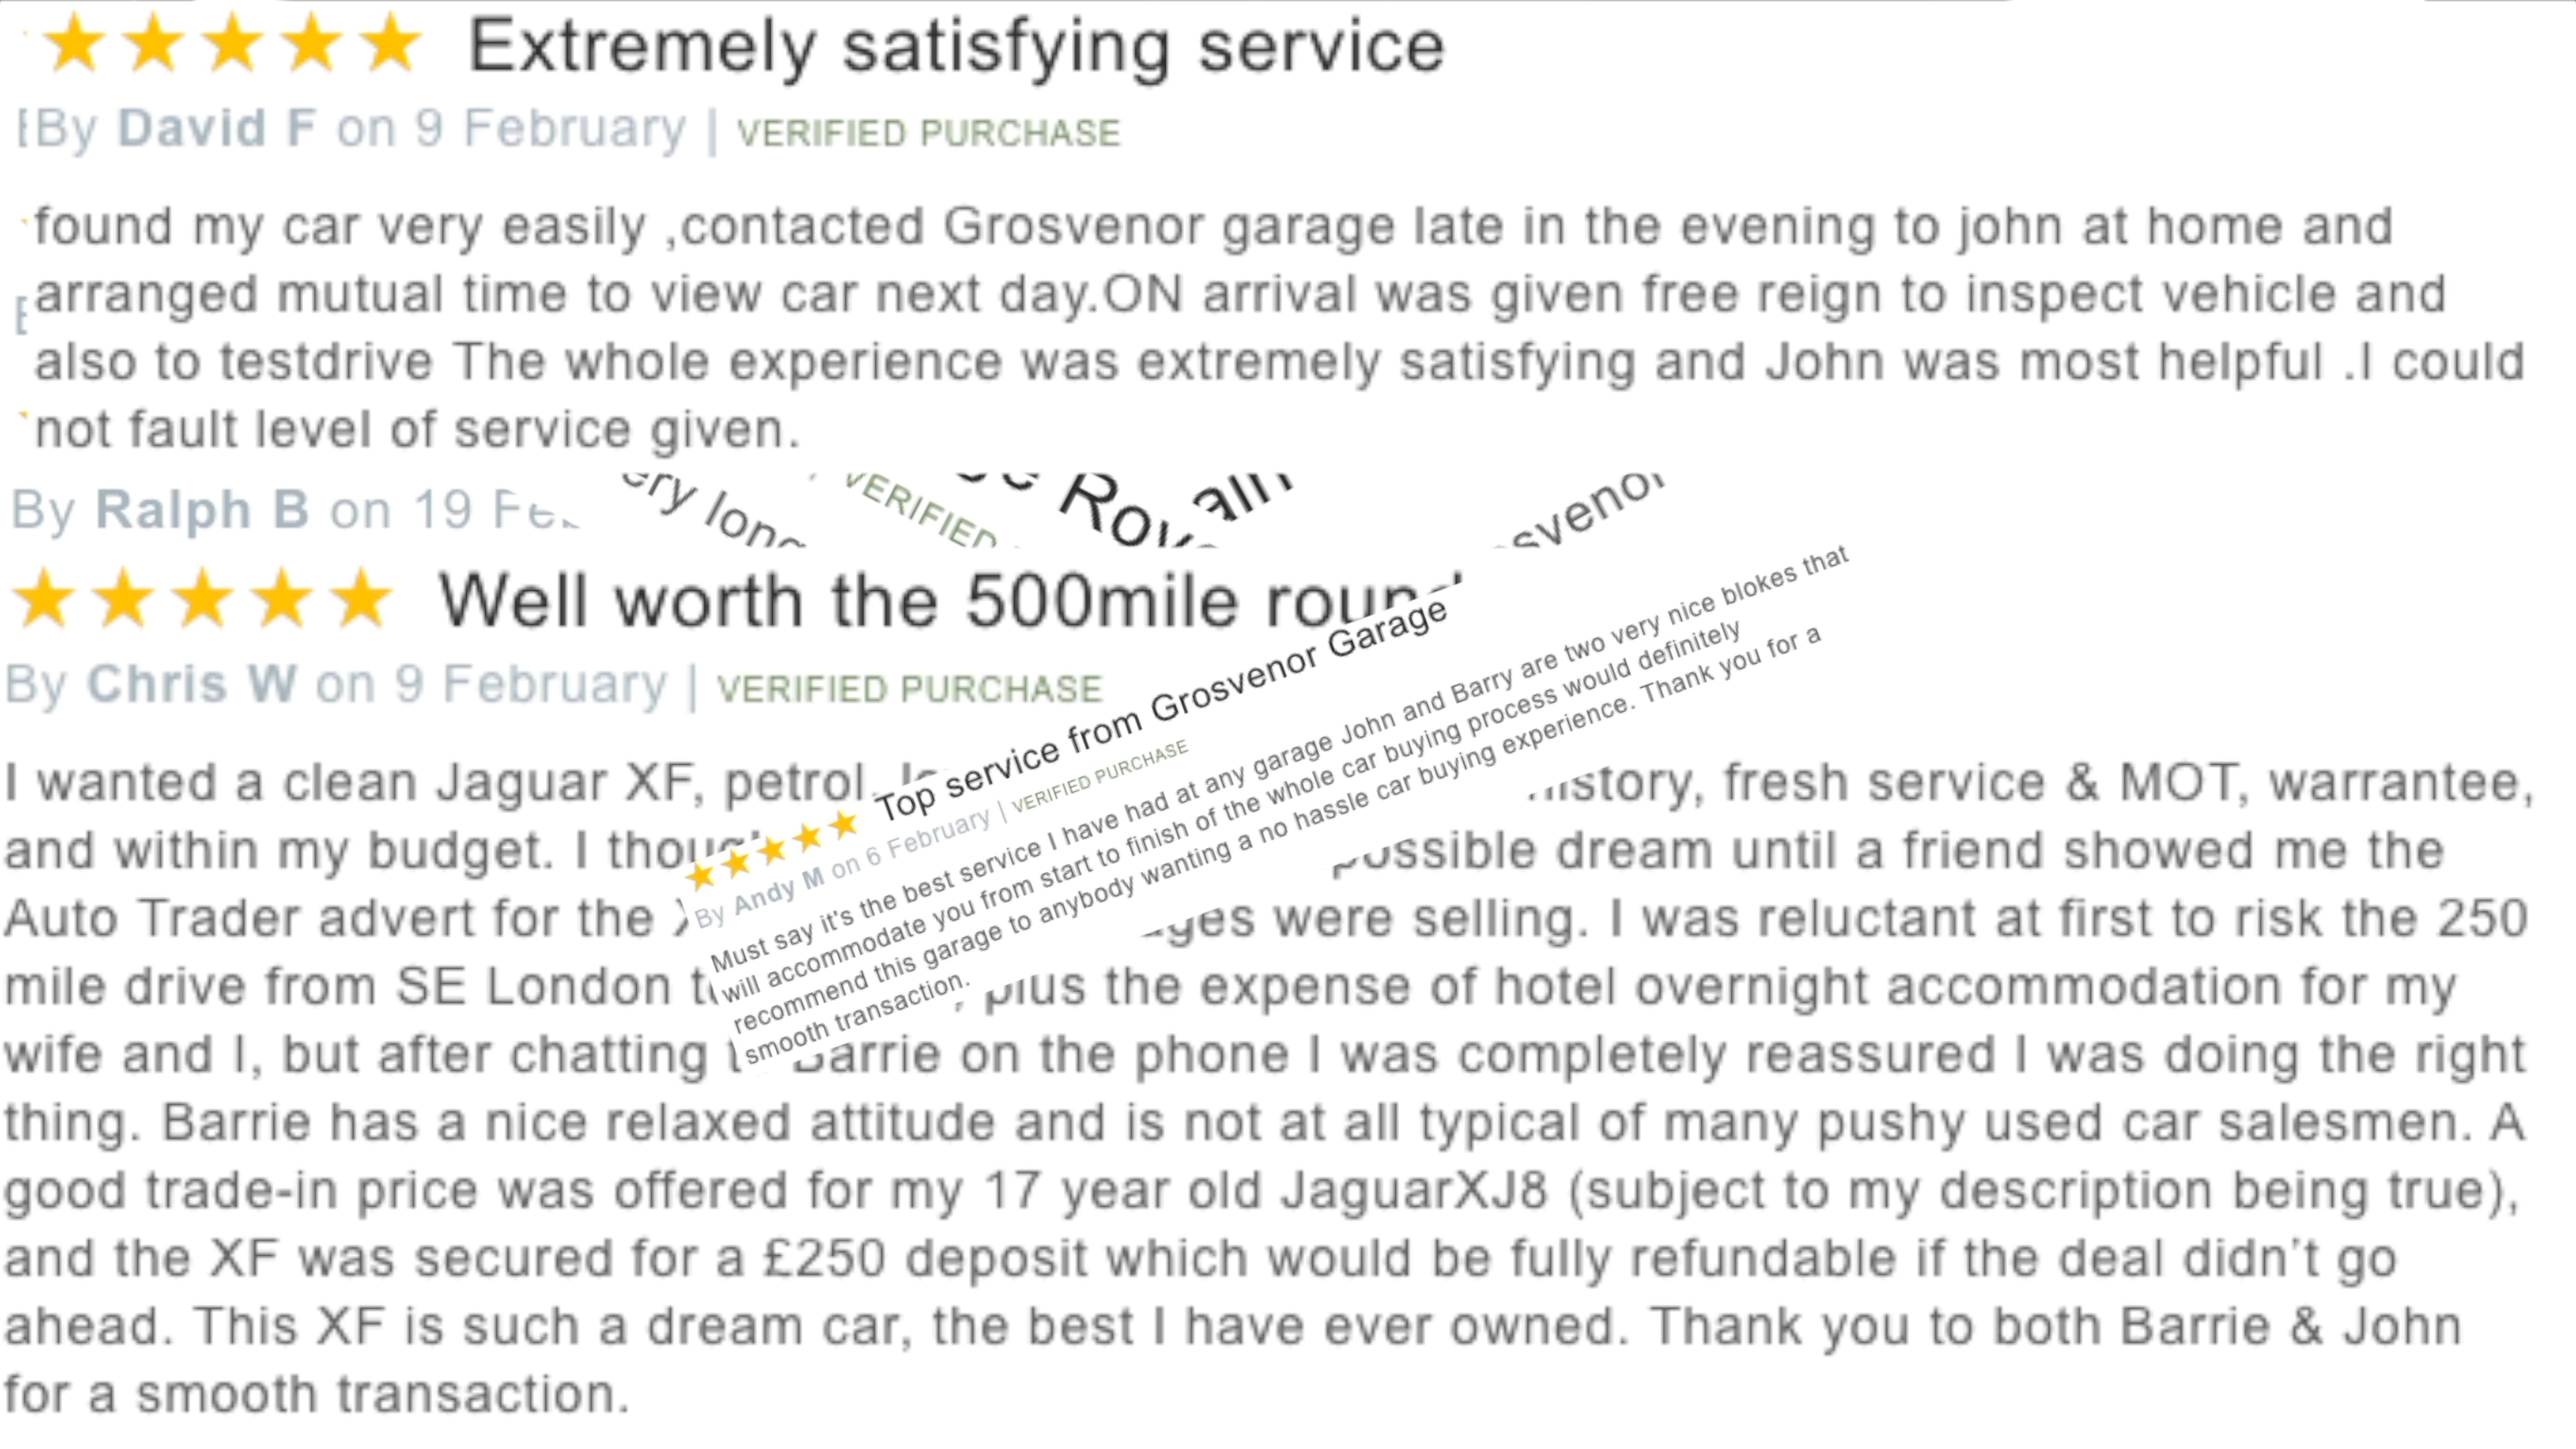 Extremely satisfying service
By David F on 9 February | VERIFIED PURCHASE
found my car very easily ,contacted Grosvenor garage late in the evening to john at home and
arranged mutual time to view car next day.ON arrival was given free reign to inspect vehicle and
also to testdrive The whole experience was extremely satisfying and John was most helpful .I could
not fault level of service given.
By Ralph B on 19
VERIFIED
Well worth the 500mile
By Chris W on 9 February | VERIFIED PURCHASE
I wanted a clean Jaguar XF, petrol
fresh service & MOT, warrantee,
and within my budget. I
dream until a friend showed me the
Auto Trader advert for the
were selling. I was reluctant at first to risk the 250
mile drive from SE London
plus the expense of hotel overnight accommodation for my
wife and I, but after chatting
Barrie on the phone I was completely reassured I was doing the right
thing. Barrie has a nice relaxed attitude and is not at all typical of many pushy used car salesmen. A
good trade-in price was offered for my 17 year old JaguarXJ8 (subject to my description being true),
and the XF was secured for a £250 deposit which would be fully refundable if the deal didn't go
ahead. This XF is such a dream car, the best I have ever owned. Thank you to both Barrie & John
for a smooth transaction.
Top service from Grosvenor Garage
By Andy M on 6 February | VERIFIED PURCHASE
Must say it's the best service I have had at any garage John and Barry are two very nice blokes that
will accommodate you from start to finish of the whole car buying process would definitely
recommend this garage to anybody wanting a no hassle car buying experience. Thank you for a
smooth transaction.